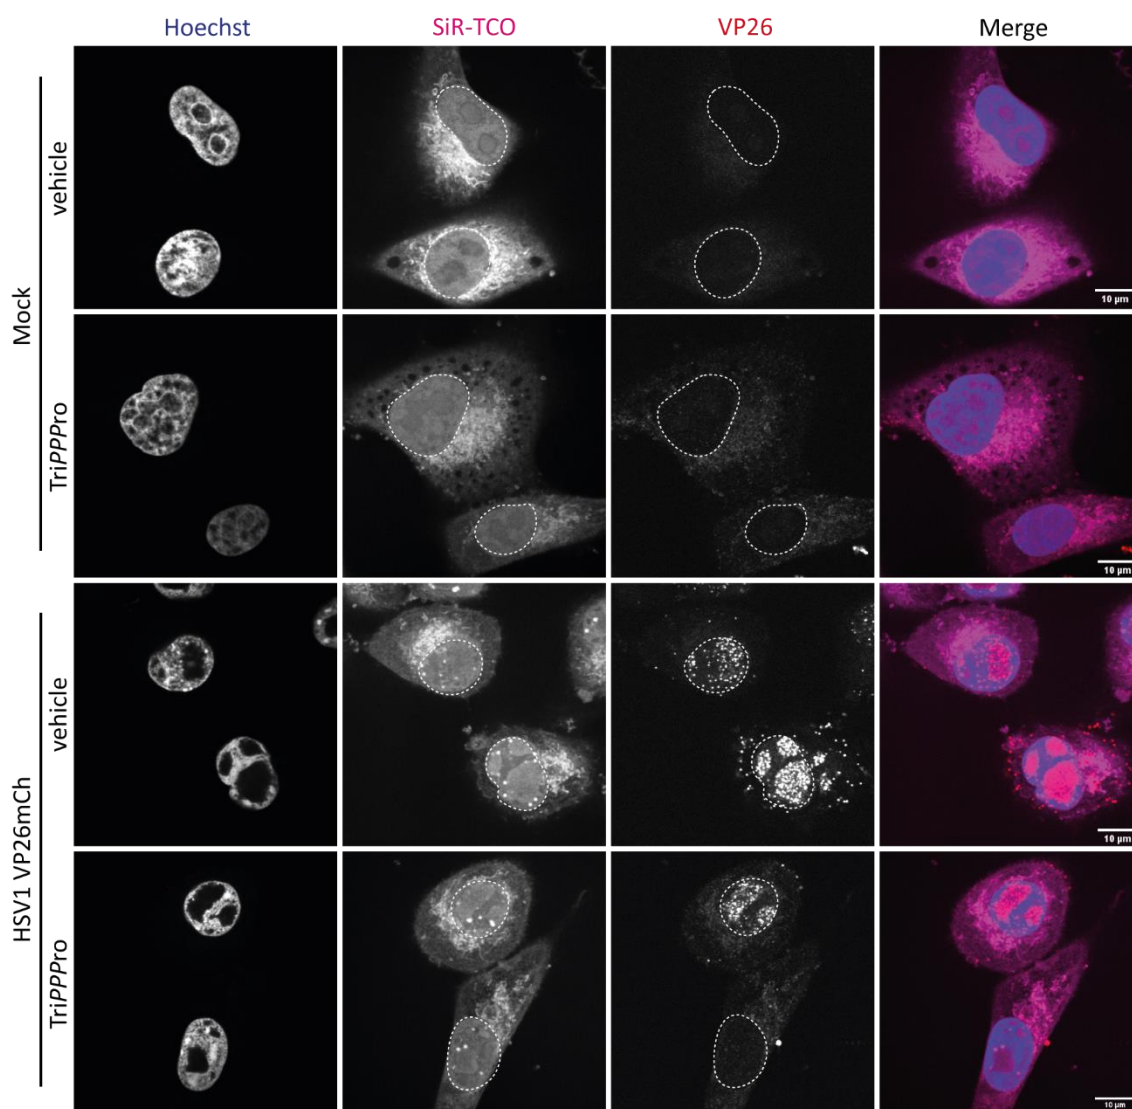 Hoechst
SiR-TCO
VP26
Merge
Mock
vehicle
10 µm
TriPPPro
10 µm
HSV1 VP26mCh
vehicle
10 µm
TriPPPro
10 µm